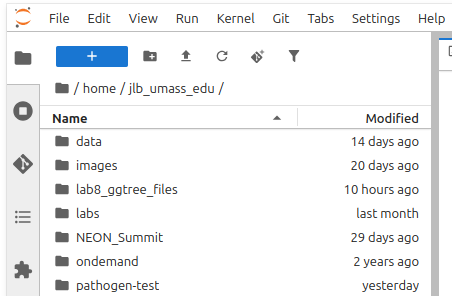 File Edit View Run Kernel Git Tabs Settings Help
+
/ home / jlb_umass_edu /
Name Modified
data 14 days ago
images 20 days ago
lab8_ggtree_files 10 hours ago
labs last month
NEON_Summit 29 days ago
ondemand 2 years ago
pathogen-test yesterday